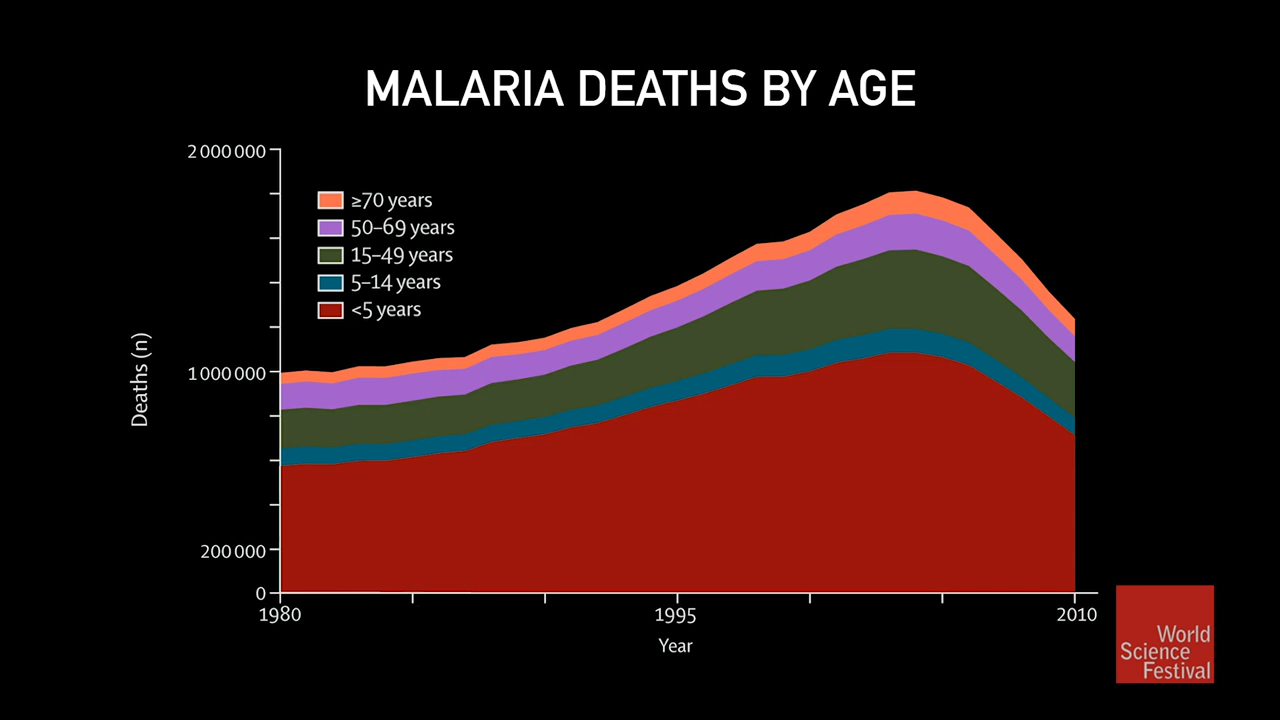 MALARIA DEATHS BY AGE
2 000 000
≥70 years
50–69 years
15–49 years
5–14 years
<5 years
Deaths (n)
1 000 000
200 000
0
1980
1995
2010
Year
World
Science
Festival